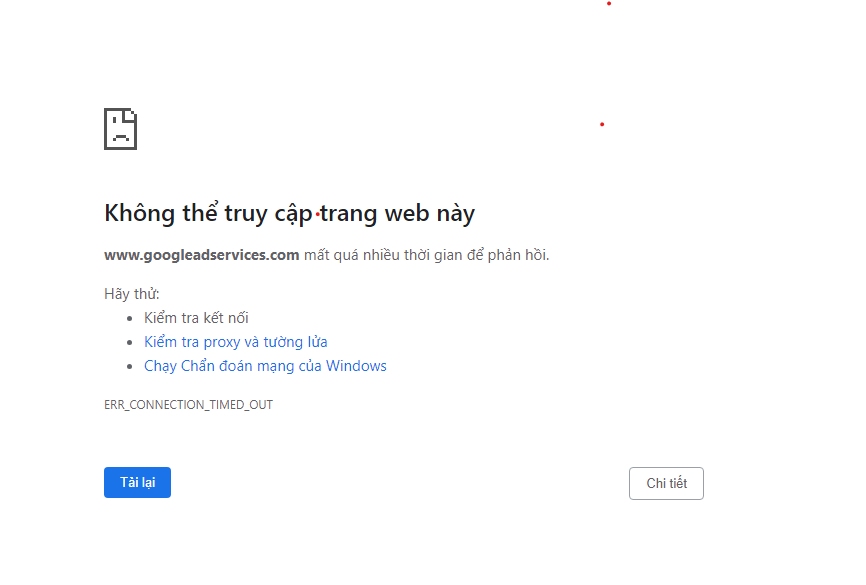 Không thể truy cập trang web này
www.googleadservices.com mất quá nhiều thời gian để phản hồi.
Hãy thử:
Kiểm tra kết nối
Kiểm tra proxy và tường lửa
Chạy Chẩn đoán mạng của Windows
ERR_CONNECTION_TIMED_OUT
Tải lại
Chi tiết